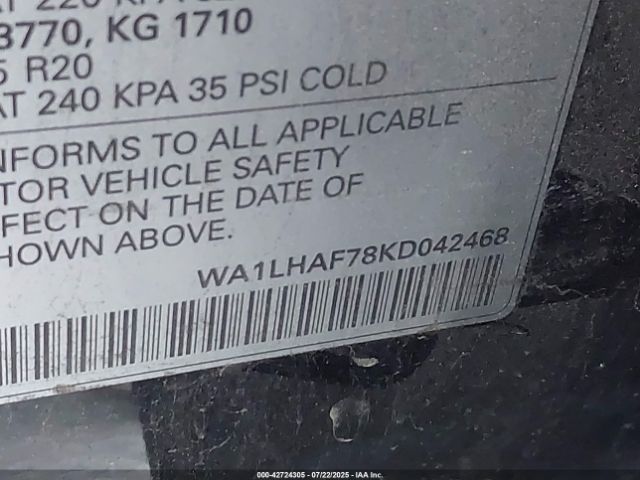 3770, KG 1710
R20
AT 240 KPA 35 PSI COLD
NFORMS TO ALL APPLICABLE
TOR VEHICLE SAFETY
FECT ON THE DATE OF
HOWN ABOVE.
WA1LHAF78KD042468
000-42724305 - 07/22/2025 - IAA Inc.